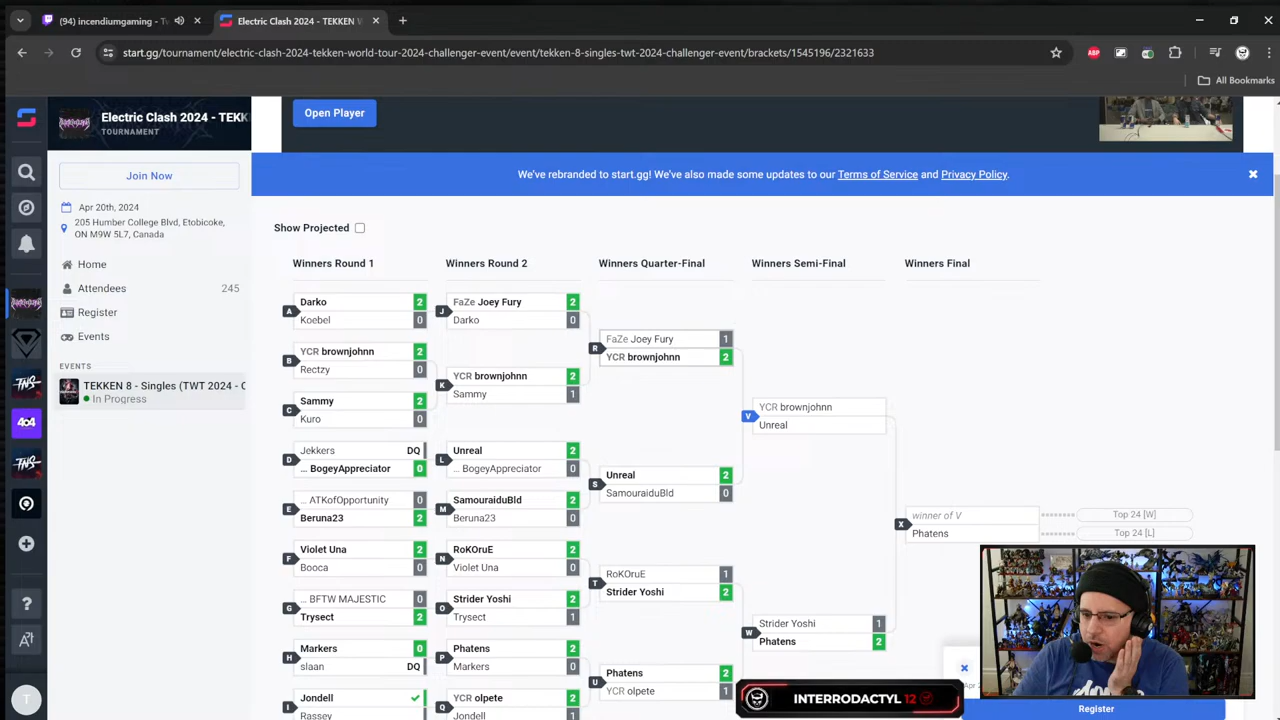 (94) incendiumgaming - T
Electric Clash 2024 - TEKKEN W
start.gg/tournament/electric-clash-2024-tekken-world-tour-2024-challenger-event/event/tekken-8-singles-twt-2024-challenger-event/brackets/1545196/2321633
ABP
All Bookmarks
Electric Clash 2024 - TEKK
TOURNAMENT
Open Player
Join Now
We've rebranded to start.gg! We've also made some updates to our Terms of Service and Privacy Policy.
Apr 20th, 2024
205 Humber College Blvd, Etobicoke,
ON M9W 5L7, Canada
Home
Attendees 245
Register
Events
EVENTS
TEKKEN 8 - Singles (TWT 2024 - C
In Progress
TNS
404
TNS
?
T
Show Projected
Winners Round 1
Winners Round 2
Winners Quarter-Final
Winners Semi-Final
Winners Final
A
Darko 2
Koebel 0
B
YCR brownjohnn 2
Rectzy 0
C
Sammy 2
Kuro 0
D
Jekkers DQ
... BogeyAppreciator 0
E
... ATKofOpportunity 0
Beruna23 2
F
Violet Una 2
Booca 0
G
... BFTW MAJESTIC 0
Trysect 2
H
Markers 0
slaan DQ
I
Jondell
Rassey
J
FaZe Joey Fury 2
Darko 0
K
YCR brownjohnn 2
Sammy 1
L
Unreal 2
... BogeyAppreciator 0
M
SamouraiduBld 2
Beruna23 0
N
RoKOruE 2
Violet Una 0
O
Strider Yoshi 2
Trysect 1
P
Phatens 2
Markers 0
Q
YCR olpete 2
Jondell 1
R
FaZe Joey Fury 1
YCR brownjohnn 2
S
Unreal 2
SamouraiduBld 0
T
RoKOruE 1
Strider Yoshi 2
U
Phatens 2
YCR olpete 1
V
YCR brownjohnn
Unreal
W
Strider Yoshi 1
Phatens 2
X
winner of V
Phatens
Top 24 [W]
Top 24 [L]
INTERRODACTYL 12
Register